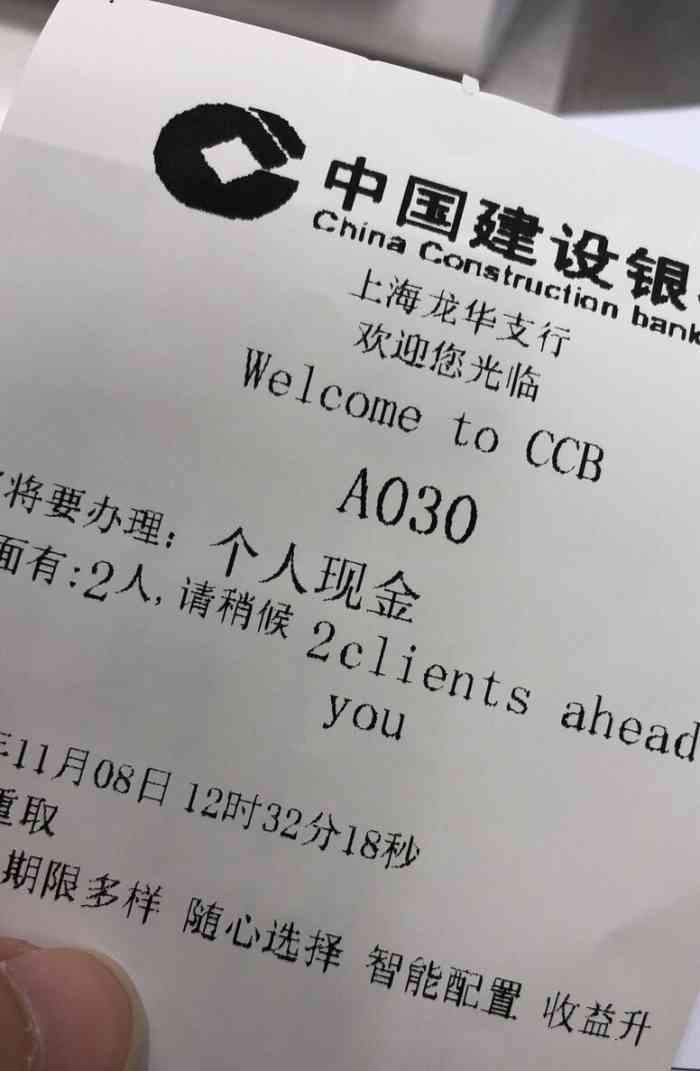 中国建设银
China Construction bank
上海龙华支行
欢迎您光临
Welcome to CCB
A030
将要办理：个人现金
面有:2人,请稍候 2clients ahead
you
年11月08日 12时32分18秒
重取
期限多样 随心选择 智能配置 收益升